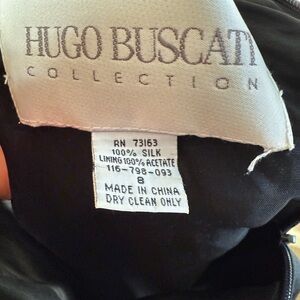 HUGO BUSCATI
COLLECTION
RN 73163
100% SILK
LINING 100% ACETATE
116-798-093
8
MADE IN CHINA
DRY CLEAN ONLY